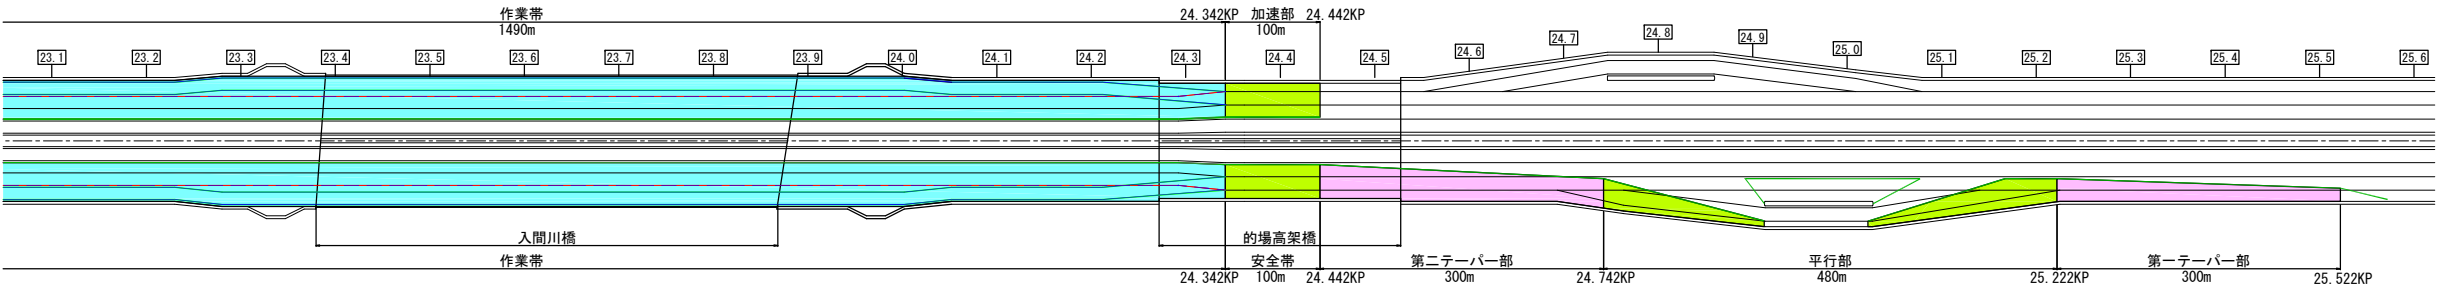 作業帯 24.342KP 加速部 24.442KP
1490m 100m
23.1 23.2 23.3 23.4 23.5 23.6 23.7 23.8 23.9 24.0 24.1 24.2 24.3 24.4 24.5 24.6 24.7 24.8 24.9 25.0 25.1 25.2 25.3 25.4 25.5 25.6
入間川橋 的場高架橋
作業帯 安全帯 第二テーパー部 平行部 第一テーパー部
24.342KP 100m 24.442KP 300m 24.742KP 480m 25.222KP 300m 25.522KP